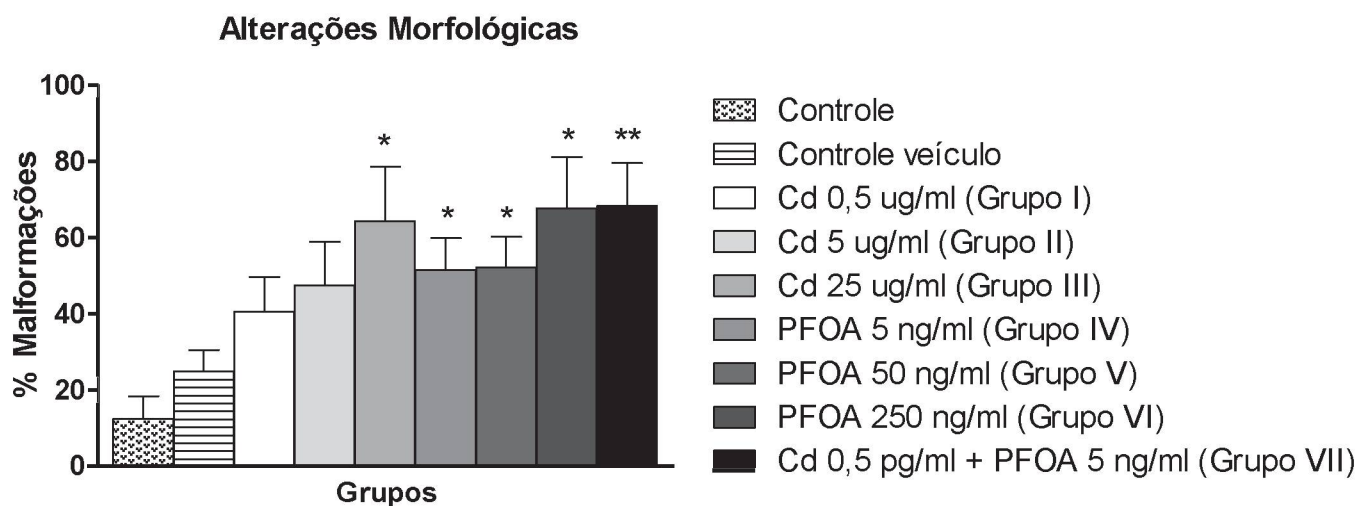 Alterações Morfológicas
% Malformações
100
80
60
40
20
0
*
*
*
*
**
Grupos
Controle
Controle veículo
Cd 0,5 ug/ml (Grupo I)
Cd 5 ug/ml (Grupo II)
Cd 25 ug/ml (Grupo III)
PFOA 5 ng/ml (Grupo IV)
PFOA 50 ng/ml (Grupo V)
PFOA 250 ng/ml (Grupo VI)
Cd 0,5 pg/ml + PFOA 5 ng/ml (Grupo VII)